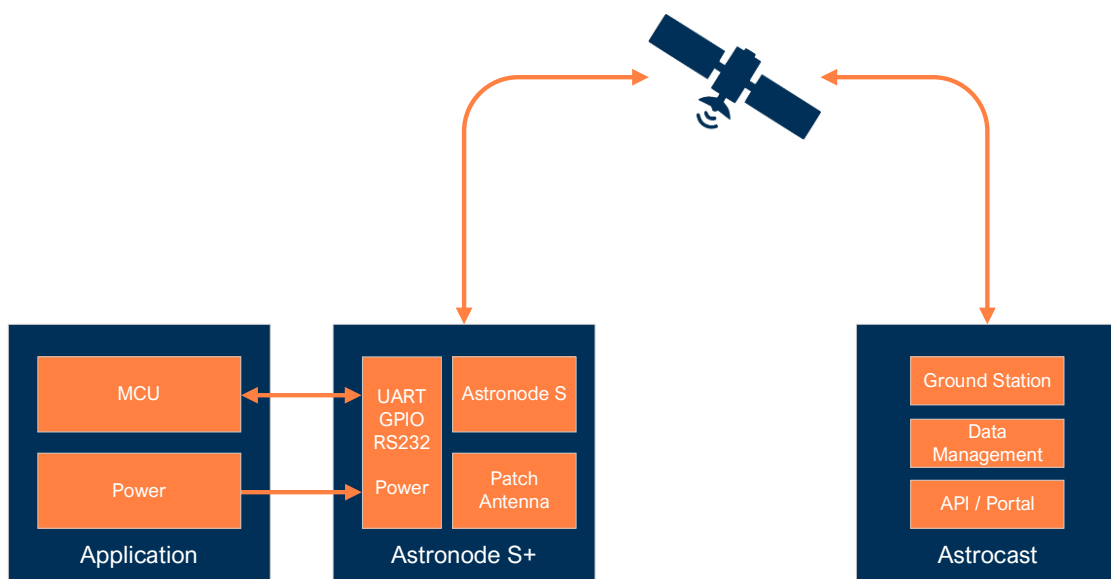 MCU
Power
Application
UART
GPIO
RS232
Power
Astronode S
Patch
Antenna
Astronode S+
Ground Station
Data
Management
API / Portal
Astrocast